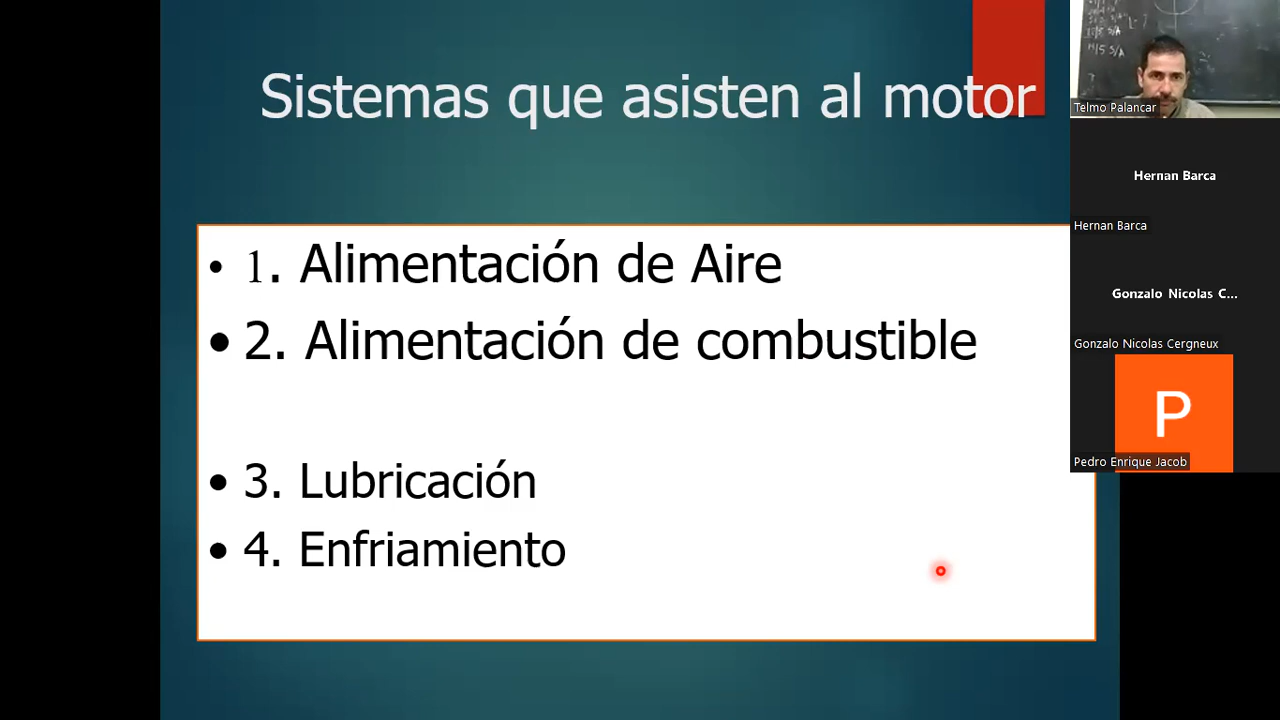 Sistemas que asisten al motor
• 1. Alimentación de Aire
• 2. Alimentación de combustible
• 3. Lubricación
• 4. Enfriamiento
Telmo Palancar
Hernan Barca
Hernan Barca
Gonzalo Nicolas C...
Gonzalo Nicolas Cergneux
P
Pedro Enrique Jacob